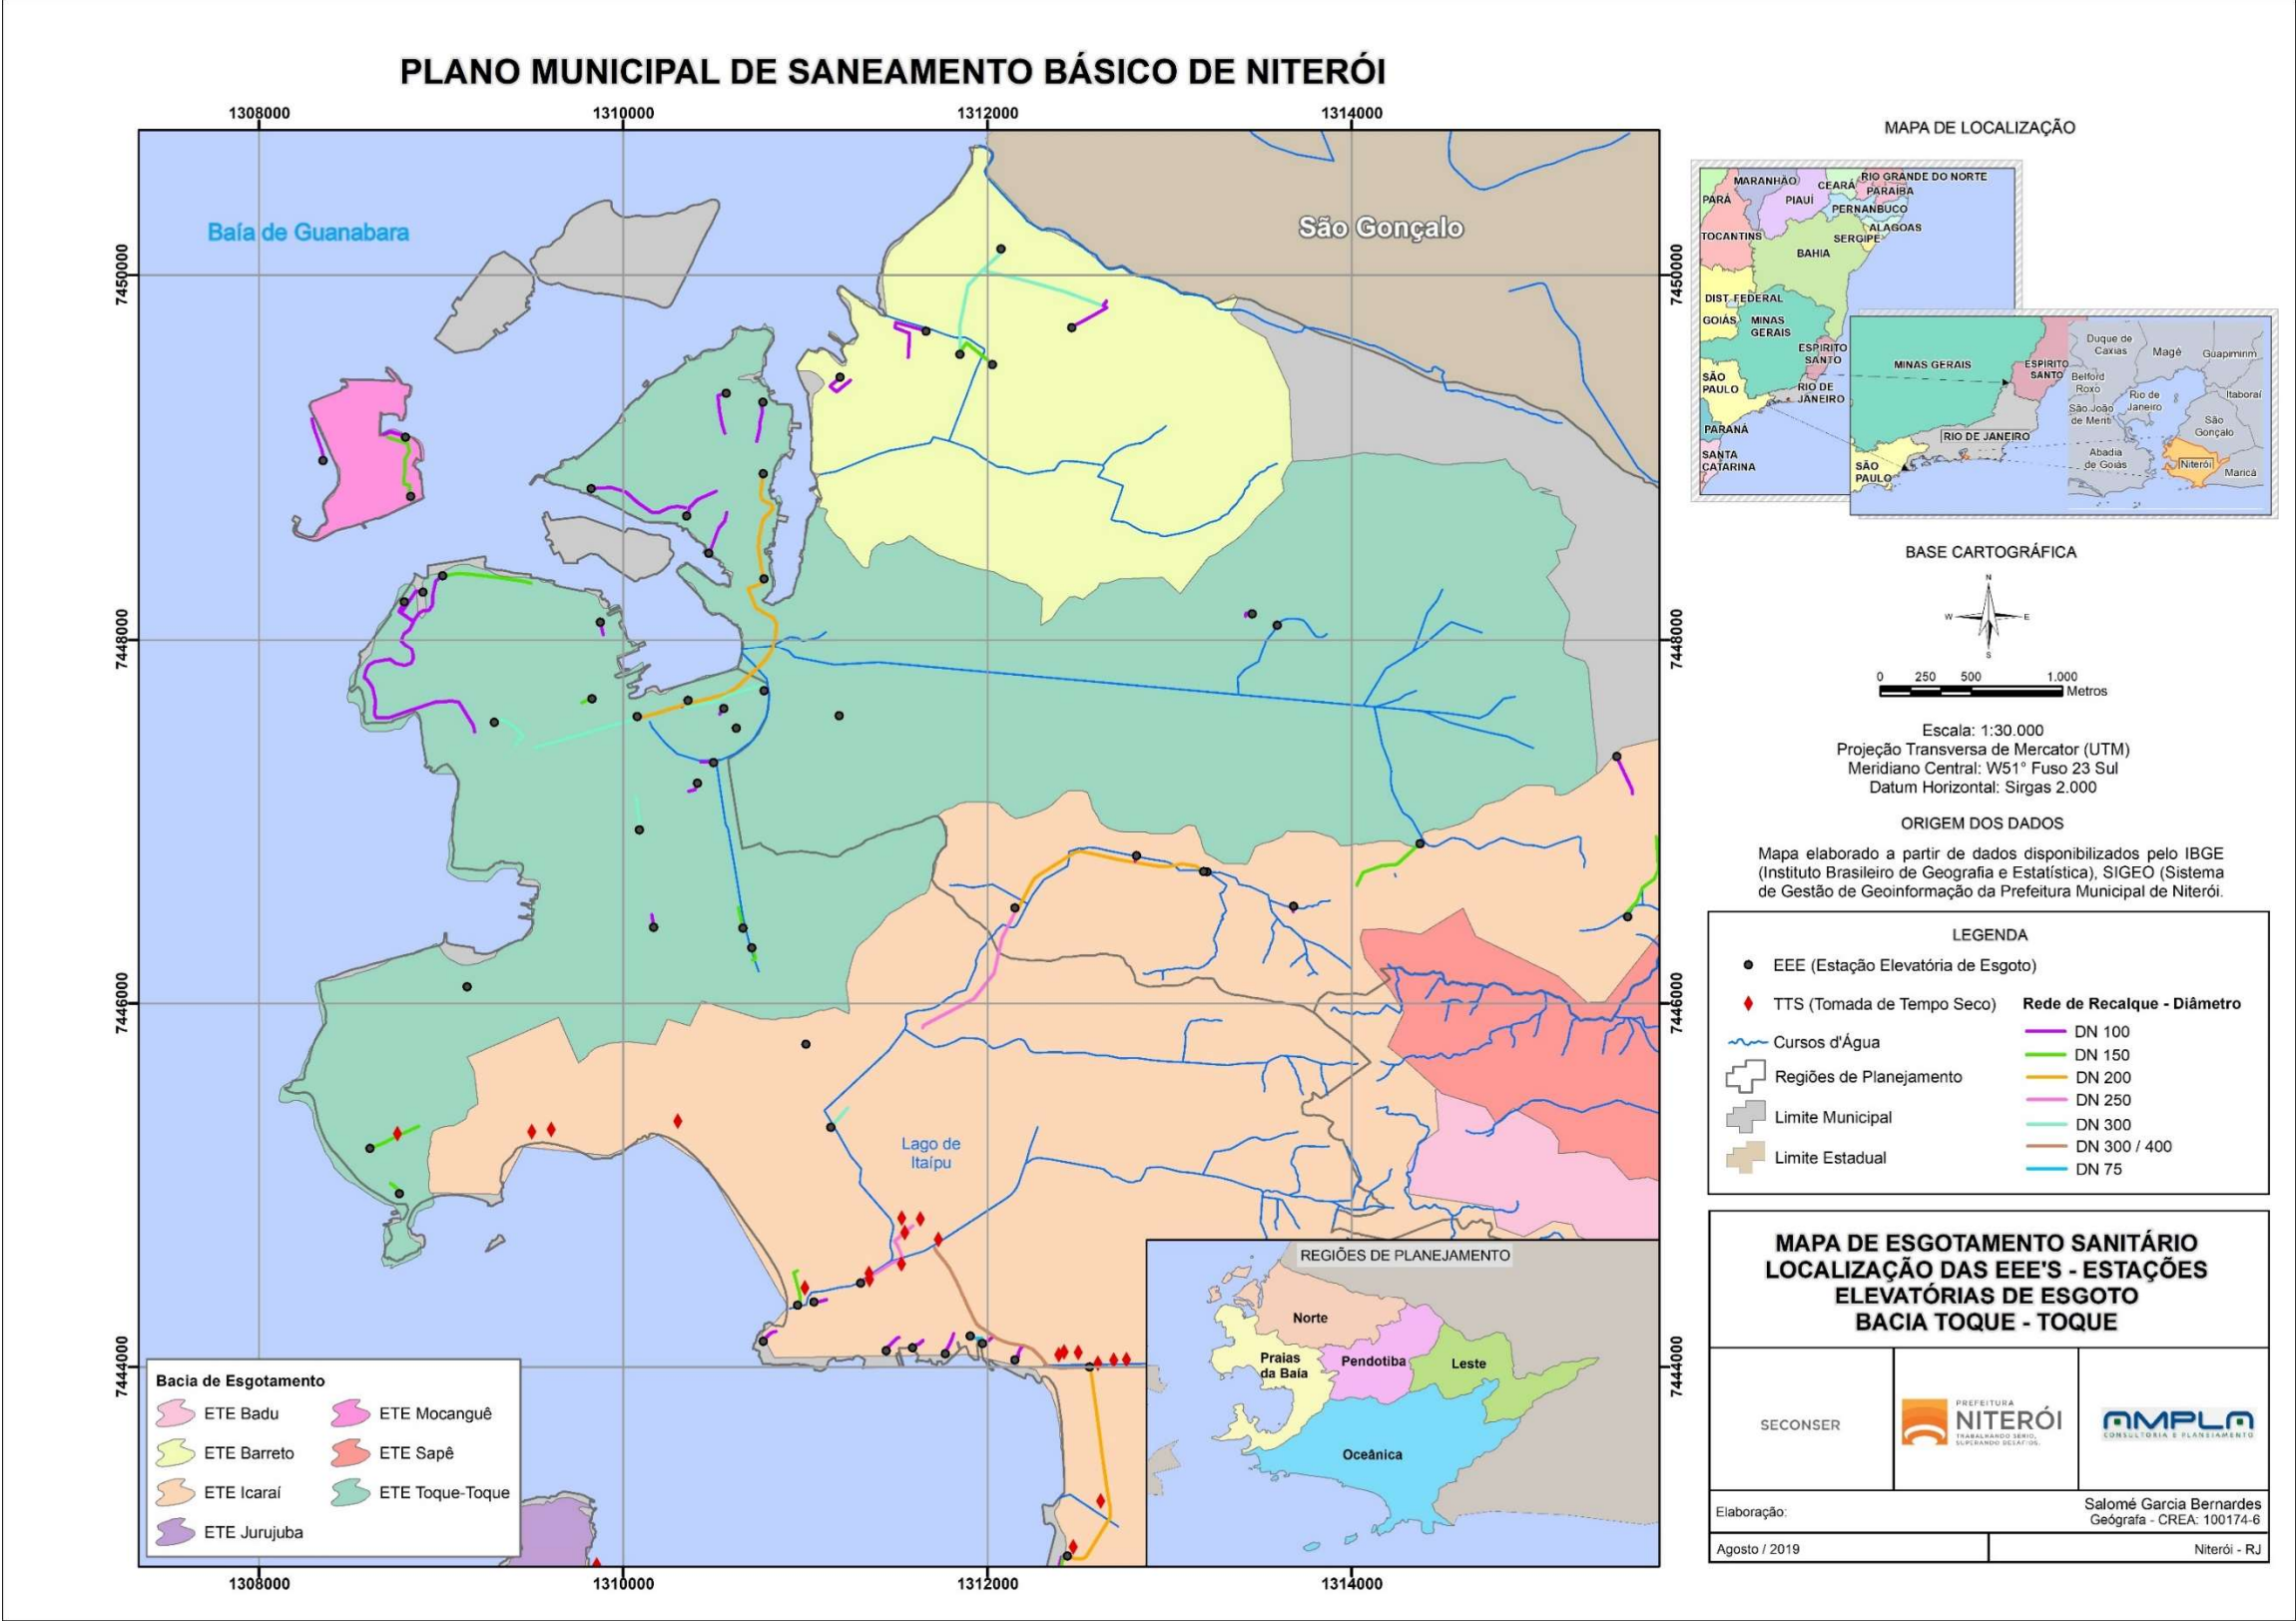 PLANO MUNICIPAL DE SANEAMENTO BÁSICO DE NITERÓI
1308000
1310000
1312000
1314000
7450000
7448000
7446000
7444000
Baía de Guanabara
São Gonçalo
Lago de
Itaípu
7450000
7448000
7446000
7444000
1308000
1310000
1312000
1314000
Bacia de Esgotamento
ETE Badu
ETE Barreto
ETE Icaraí
ETE Jurujuba
ETE Mocanguê
ETE Sapê
ETE Toque-Toque
REGIÕES DE PLANEJAMENTO
Norte
Praias
da Baía
Pendotiba
Leste
Oceânica
MAPA DE LOCALIZAÇÃO
MARANHÃO
CEARÁ
RIO GRANDE DO NORTE
PARÁ
PIAUÍ
PARAÍBA
PERNANBUCO
ALAGOAS
TOCANTINS
SERGIPE
BAHIA
DIST. FEDERAL
GOIÁS
MINAS
GERAIS
ESPIRITO
SANTO
SÃO
PAULO
RIO DE
JANEIRO
PARANÁ
SANTA
CATARINA
MINAS GERAIS
ESPIRITO
SANTO
RIO DE JANEIRO
SÃO
PAULO
Duque de
Caxias
Magé
Guapimirim
Belford
Roxo
Rio de
Janeiro
Itaboraí
São João
de Meriti
São
Gonçalo
Abadia
de Goiás
Niterói
Maricá
BASE CARTOGRÁFICA
N
W
E
S
0 250 500 1.000
Metros
Escala: 1:30.000
Projeção Transversa de Mercator (UTM)
Meridiano Central: W51° Fuso 23 Sul
Datum Horizontal: Sirgas 2.000
ORIGEM DOS DADOS
Mapa elaborado a partir de dados disponibilizados pelo IBGE
(Instituto Brasileiro de Geografia e Estatística), SIGEO (Sistema
de Gestão de Geoinformação da Prefeitura Municipal de Niterói.
LEGENDA
EEE (Estação Elevatória de Esgoto)
TTS (Tomada de Tempo Seco)
Cursos d'Água
Regiões de Planejamento
Limite Municipal
Limite Estadual
Rede de Recalque - Diâmetro
DN 100
DN 150
DN 200
DN 250
DN 300
DN 300 / 400
DN 75
MAPA DE ESGOTAMENTO SANITÁRIO
LOCALIZAÇÃO DAS EEE'S - ESTAÇÕES
ELEVATÓRIAS DE ESGOTO
BACIA TOQUE - TOQUE
SECONSER
PREFEITURA
NITERÓI
TRABALHANDO SÉRIO,
SUPERANDO DESAFIOS.
AMPLA
CONSULTORIA E PLANEJAMENTO
Elaboração:
Salomé Garcia Bernardes
Geógrafa - CREA: 100174-6
Agosto / 2019
Niterói - RJ